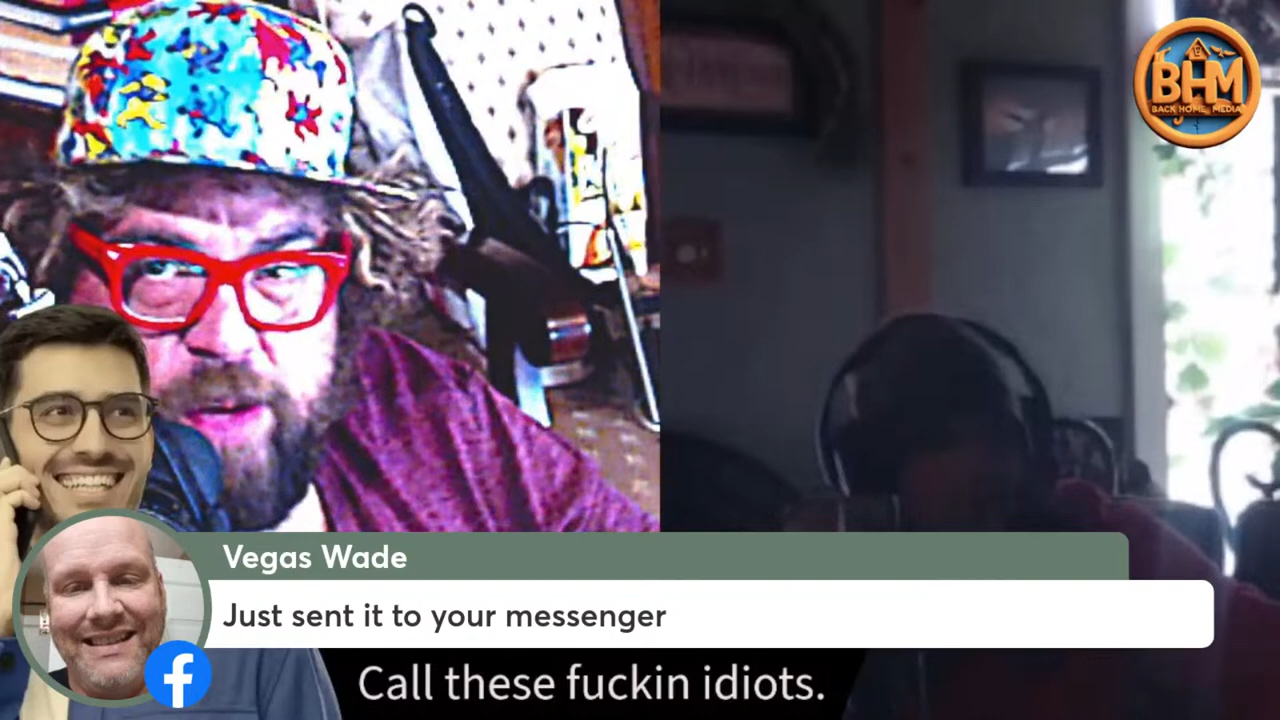 BHM
BACK HOME MEDIA
Vegas Wade
Just sent it to your messenger
Call these fuckin idiots.